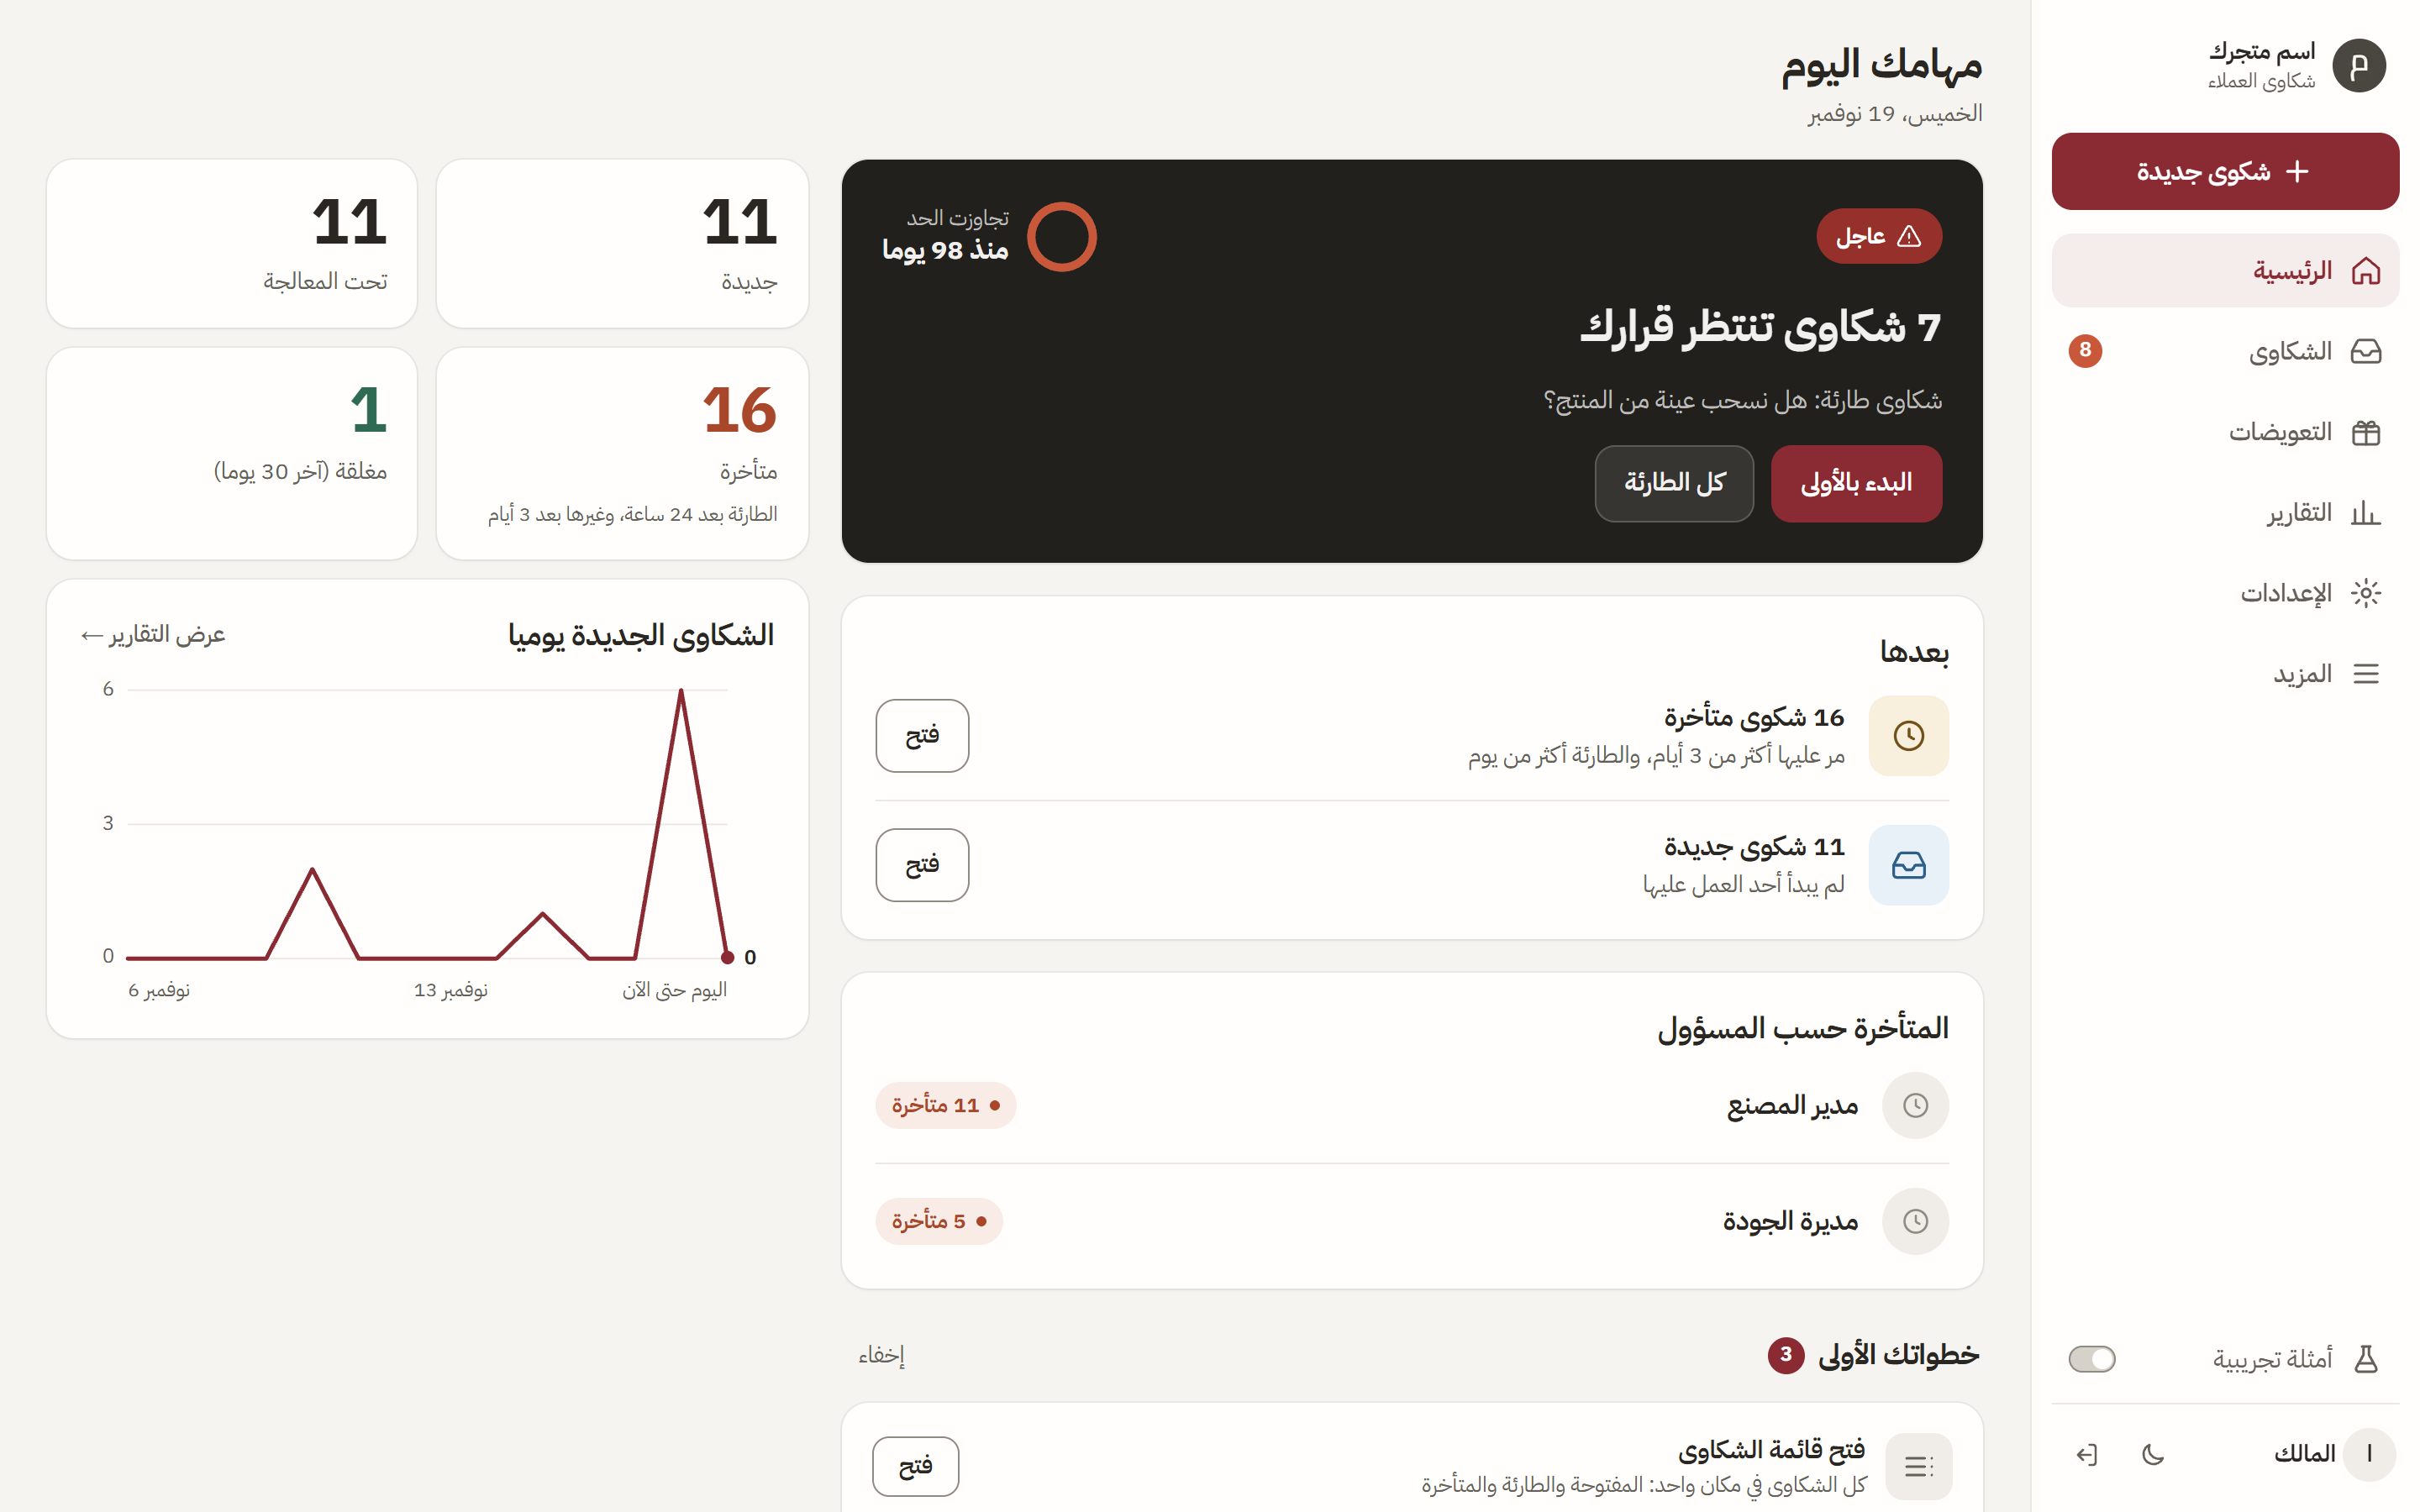 م
اسم متجرك
شكاوى العملاء
شكوى جديدة
الرئيسية
الشكاوى
8
التعويضات
التقارير
الإعدادات
المزيد
أمثلة تجريبية
ا
المالك
مهامك اليوم
الخميس، 19 نوفمبر
عاجل
تجاوزت الحد
منذ 98 يوما
7 شكاوى تنتظر قرارك
شكاوى طارئة: هل نسحب عينة من المنتج؟
البدء بالأولى
كل الطارئة
بعدها
16 شكوى متأخرة
مر عليها أكثر من 3 أيام، والطارئة أكثر من يوم
فتح
11 شكوى جديدة
لم يبدأ أحد العمل عليها
فتح
المتأخرة حسب المسؤول
مدير المصنع
11 متأخرة
مديرة الجودة
5 متأخرة
خطواتك الأولى
3
إخفاء
فتح قائمة الشكاوى
كل الشكاوى في مكان واحد: المفتوحة والطارئة والمتأخرة
فتح
11
جديدة
11
تحت المعالجة
16
متأخرة
الطارئة بعد 24 ساعة، وغيرها بعد 3 أيام
1
مغلقة (آخر 30 يوما)
الشكاوى الجديدة يوميا
عرض التقارير ←
6
3
0
0
6 نوفمبر
13 نوفمبر
اليوم حتى الآن